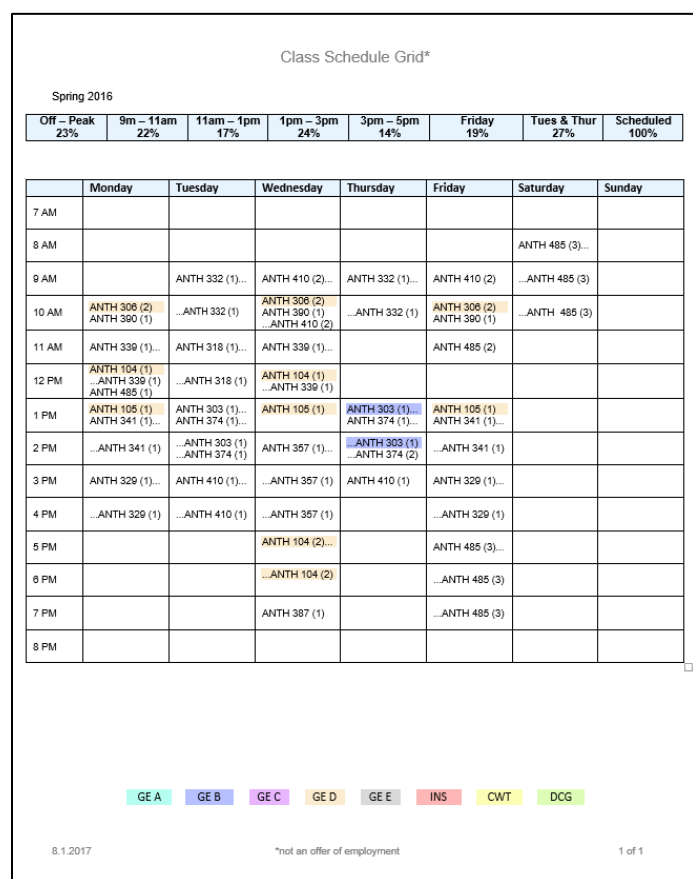 Class Schedule Grid*
Spring 2016
Off – Peak 9m – 11am 11am – 1pm 1pm – 3pm 3pm – 5pm Friday Tues & Thur Scheduled
23% 22% 17% 24% 14% 19% 27% 100%
Monday Tuesday Wednesday Thursday Friday Saturday Sunday
7 AM
8 AM ANTH 485 (3)...
9 AM ANTH 332 (1)... ANTH 410 (2)... ANTH 332 (1)... ANTH 410 (2) ...ANTH 485 (3)
ANTH 306 (2) ANTH 306 (2) ANTH 306 (2)
10 AM ANTH 390 (1) ...ANTH 332 (1) ANTH 390 (1) ...ANTH 332 (1) ANTH 390 (1) ...ANTH 485 (3)
...ANTH 410 (2)
11 AM ANTH 339 (1)... ANTH 318 (1)... ANTH 339 (1)... ANTH 485 (2)
ANTH 104 (1) ANTH 104 (1)
12 PM ...ANTH 339 (1) ...ANTH 318 (1) ...ANTH 339 (1)
ANTH 485 (1)
1 PM ANTH 105 (1) ANTH 303 (1)... ANTH 105 (1) ANTH 303 (1)... ANTH 105 (1)
ANTH 341 (1)... ANTH 374 (1)... ANTH 374 (1)... ANTH 341 (1)...
2 PM ...ANTH 341 (1) ...ANTH 303 (1) ANTH 357 (1)... ...ANTH 303 (1) ...ANTH 341 (1)
...ANTH 374 (1) ...ANTH 374 (2)
3 PM ANTH 329 (1)... ANTH 410 (1)... ...ANTH 357 (1) ANTH 410 (1) ANTH 329 (1)...
4 PM ...ANTH 329 (1) ...ANTH 410 (1) ...ANTH 357 (1) ...ANTH 329 (1)
5 PM ANTH 104 (2)... ANTH 485 (3)...
6 PM ...ANTH 104 (2) ...ANTH 485 (3)
7 PM ANTH 387 (1) ...ANTH 485 (3)
8 PM
GE A GE B GE C GE D GE E INS CWT DCG
8.1.2017 *not an offer of employment 1 of 1